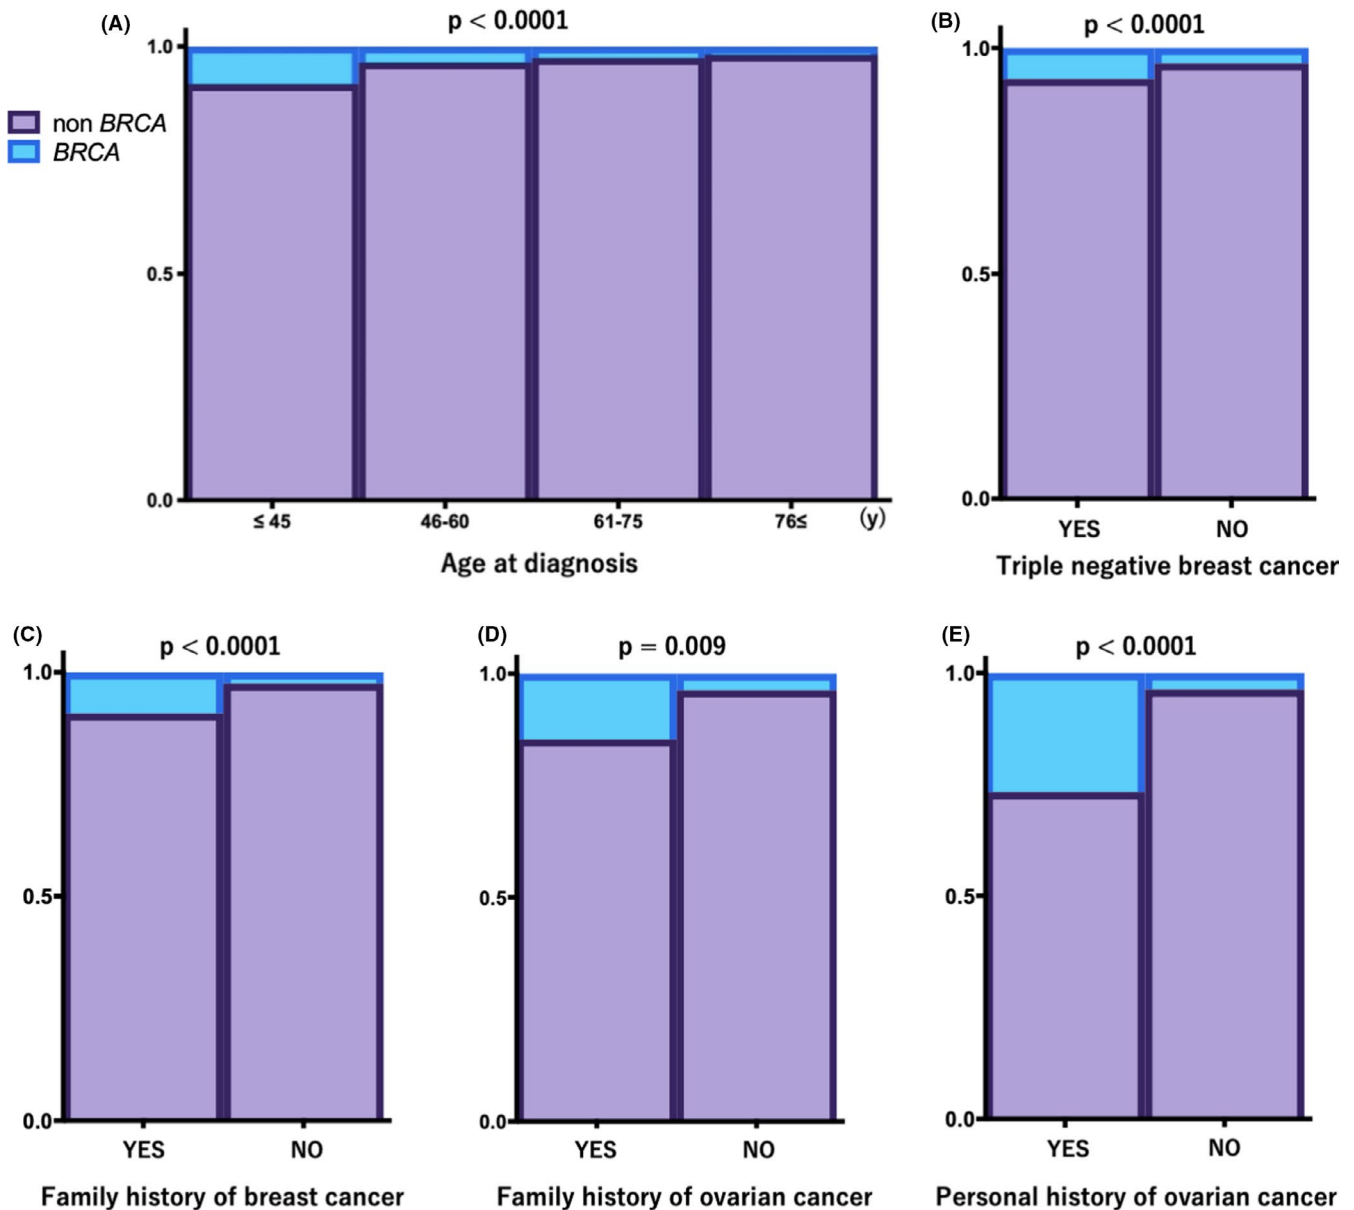 (A)
p < 0.0001
non BRCA
BRCA
1.0
0.5
0.0
≤ 45
46-60
61-75
76≤
(y)
Age at diagnosis
(B)
p < 0.0001
1.0
0.5
0.0
YES
NO
Triple negative breast cancer
(C)
p < 0.0001
1.0
0.5
0.0
YES
NO
Family history of breast cancer
(D)
p = 0.009
1.0
0.5
0.0
YES
NO
Family history of ovarian cancer
(E)
p < 0.0001
1.0
0.5
0.0
YES
NO
Personal history of ovarian cancer